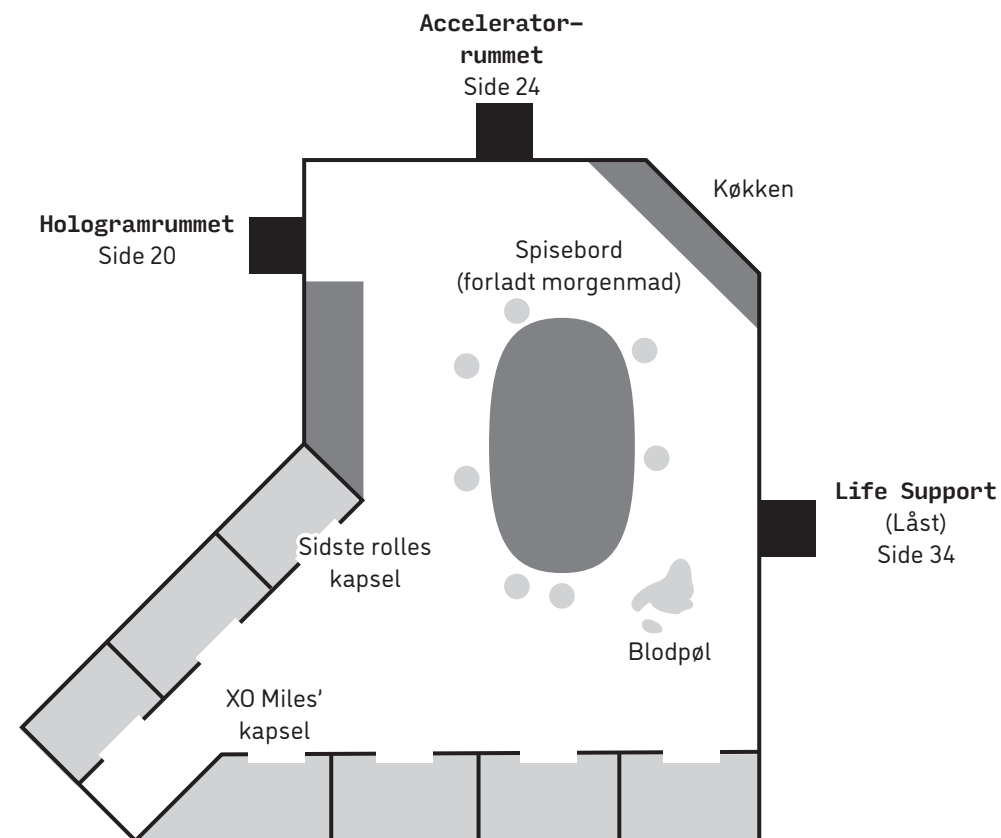 Accelerator–
rummet
Side 24
Køkken
Hologramrummet
Side 20
Spisebord
(forladt morgenmad)
Life Support
(Låst)
Side 34
Sidste rolles
kapsel
Blodpøl
XO Miles’
kapsel